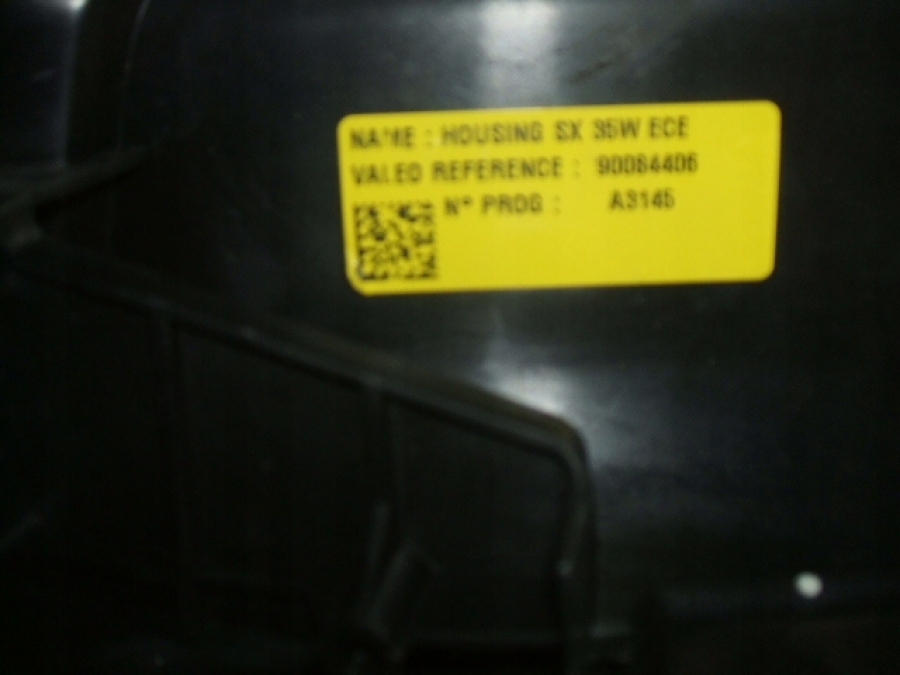 NAME : HOUSING SX 35W ECE
VALEO REFERENCE : 90084406
N° PROG : A3145